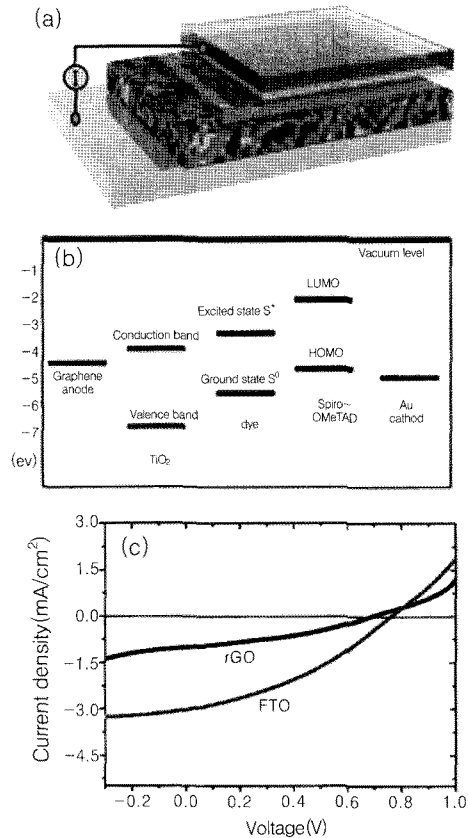 (a)
I
(b)
Vacuum level
-1
-2
-3
-4
-5
-6
-7
(ev)
LUMO
Excited state S*
Conduction band
HOMO
Graphene
anode
Ground state S⁰
Valence band
Spiro~
OMeTAD
Au
cathod
dye
TiO₂
(c)
Current density(mA/cm²)
3.0
1.5
0.0
-1.5
-3.0
-4.5
rGO
FTO
-0.2 0.0 0.2 0.4 0.6 0.8 1.0
Voltage(V)